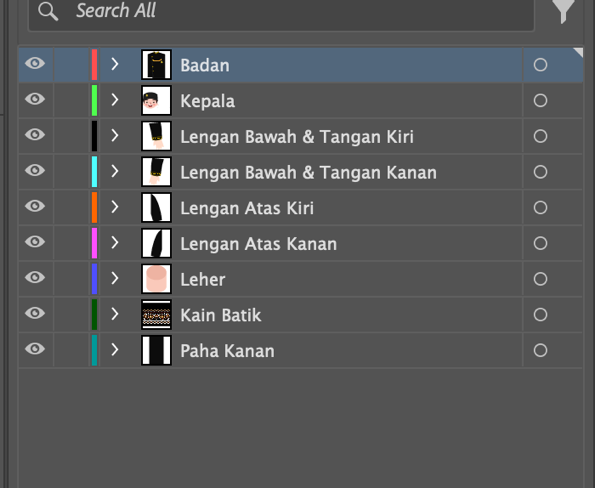 Search All
Badan
Kepala
Lengan Bawah & Tangan Kiri
Lengan Bawah & Tangan Kanan
Lengan Atas Kiri
Lengan Atas Kanan
Leher
Kain Batik
Paha Kanan